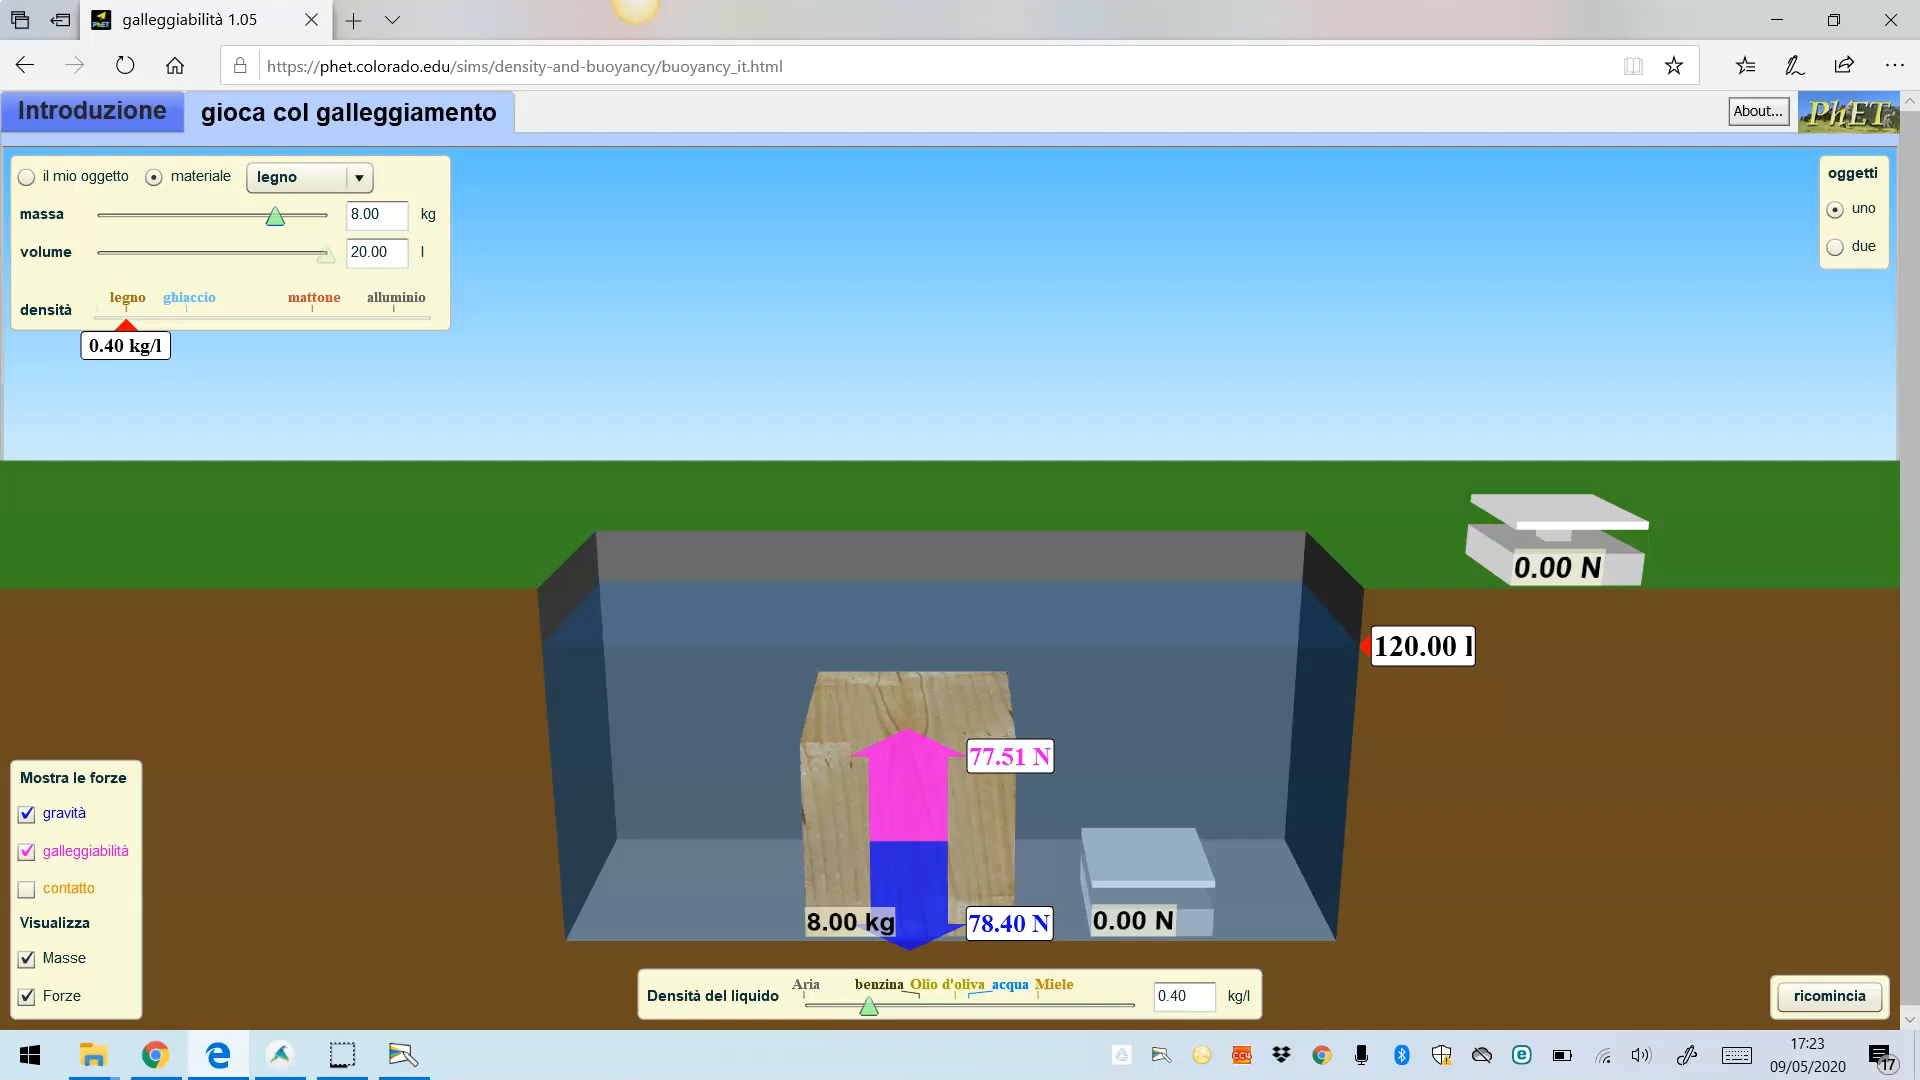 galleggiabilità 1.05
https://phet.colorado.edu/sims/density-and-buoyancy/buoyancy_it.html
Introduzione
gioca col galleggiamento
About...
PhET
il mio oggetto
materiale
legno
massa
8.00
kg
volume
20.00
l
legno
ghiaccio
mattone
alluminio
densità
0.40 kg/l
oggetti
uno
due
0.00 N
120.00 l
77.51 N
8.00 kg
78.40 N
0.00 N
Mostra le forze
gravità
galleggiabilità
contatto
Visualizza
Masse
Forze
Densità del liquido
Aria
benzina
Olio d'oliva
acqua
Miele
0.40
kg/l
ricomincia
17:23
09/05/2020
17